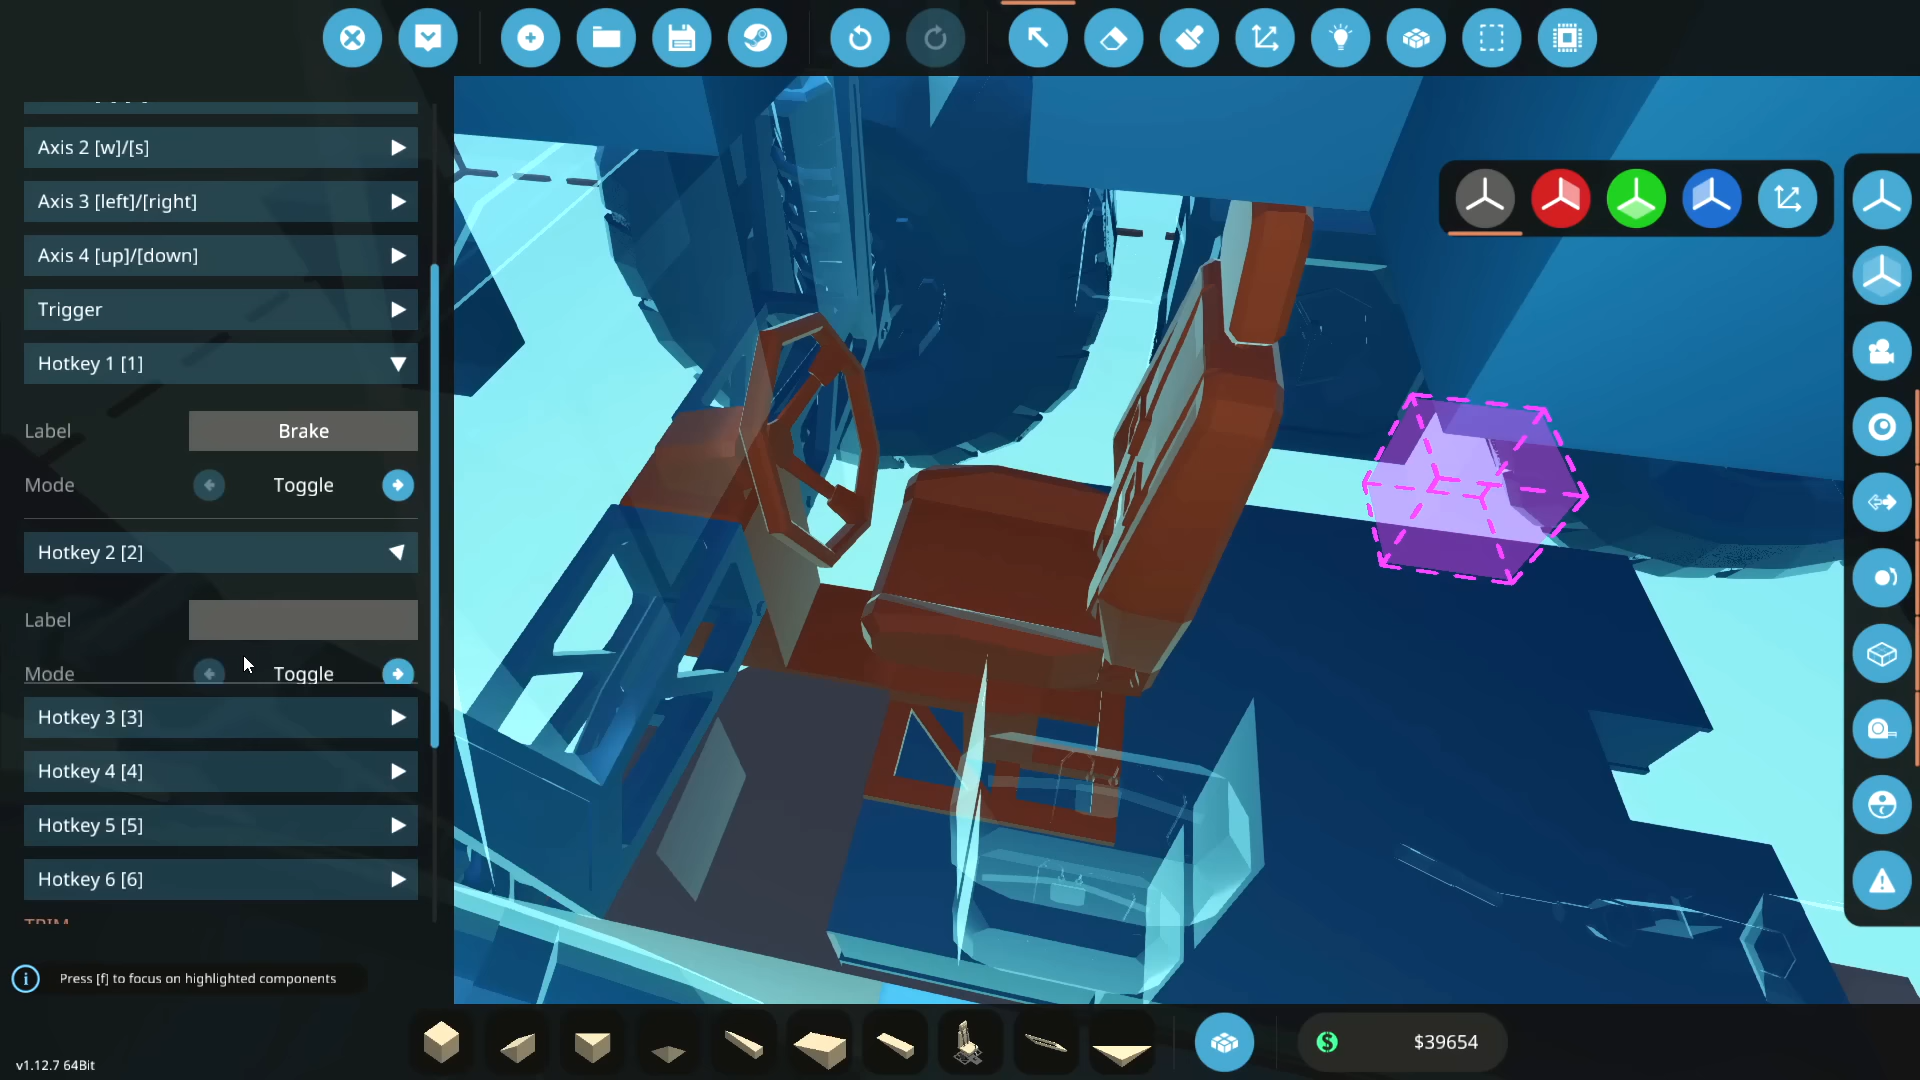 Axis 2 [w]/[s]
Axis 3 [left]/[right]
Axis 4 [up]/[down]
Trigger
Hotkey 1 [1]
Label Brake
Mode Toggle
Hotkey 2 [2]
Label
Mode Toggle
Hotkey 3 [3]
Hotkey 4 [4]
Hotkey 5 [5]
Hotkey 6 [6]
TRIM
Press [f] to focus on highlighted components
$39654
v1.12.7 64Bit